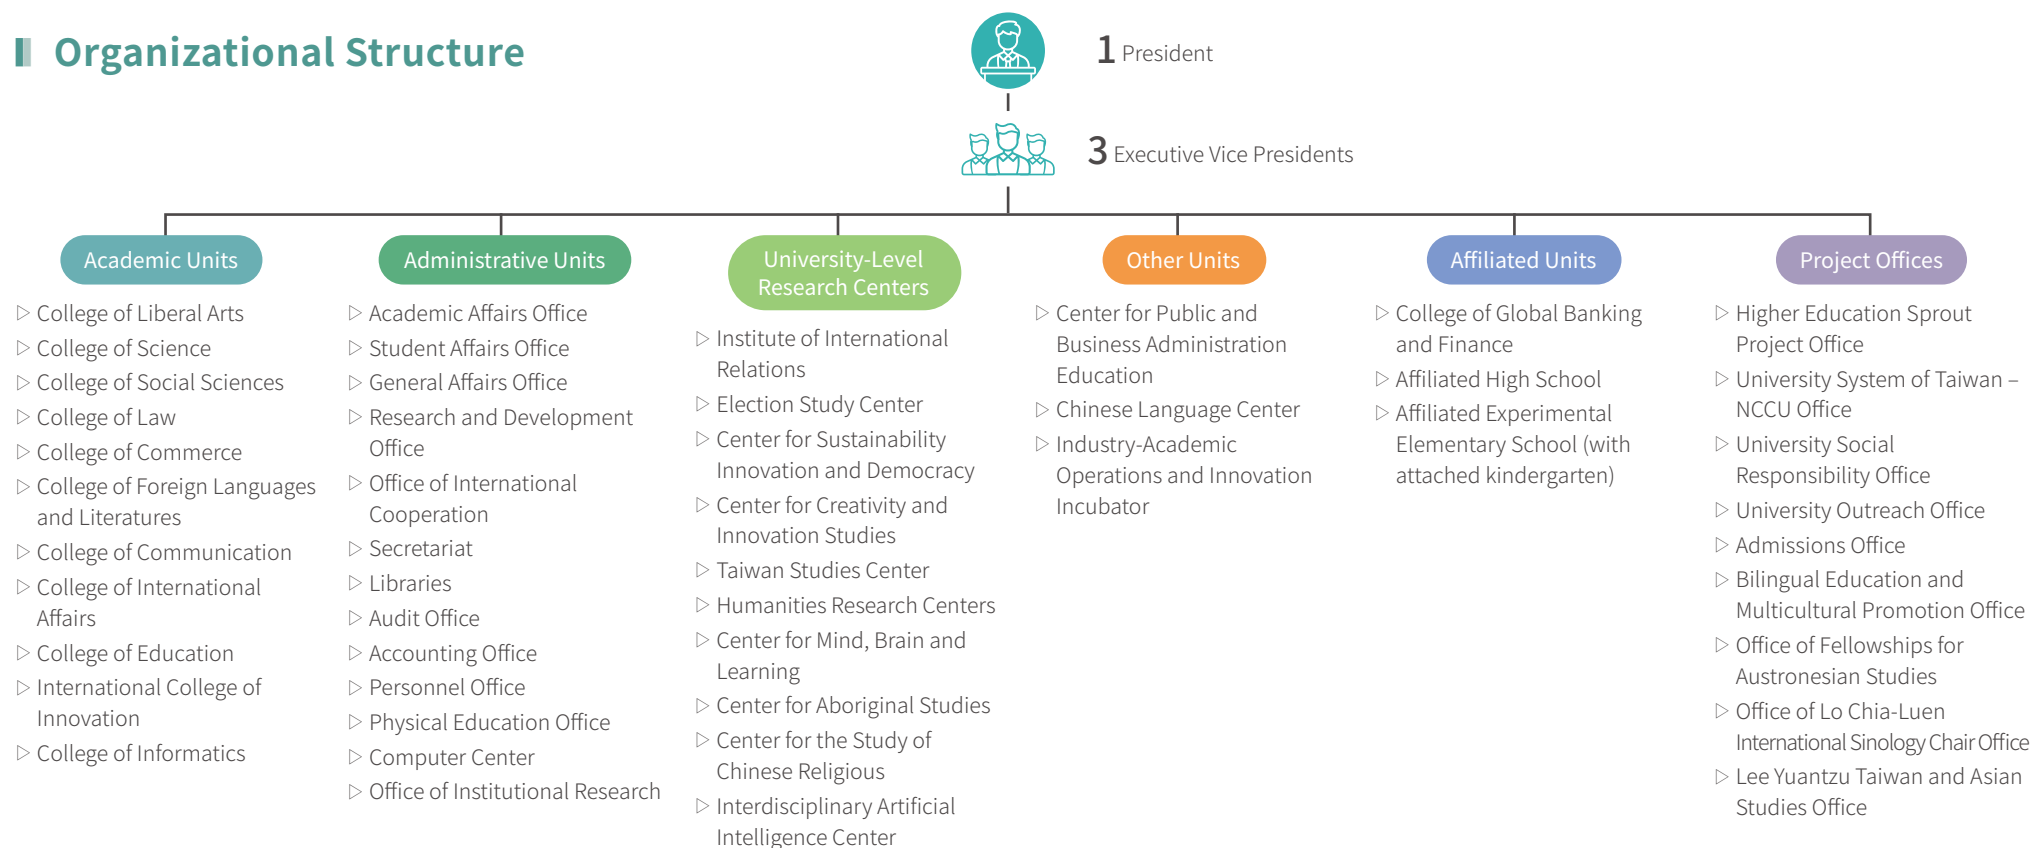 Organizational Structure
1 President
3 Executive Vice Presidents
Academic Units
College of Liberal Arts
College of Science
College of Social Sciences
College of Law
College of Commerce
College of Foreign Languages
and Literatures
College of Communication
College of International
Affairs
College of Education
International College of
Innovation
College of Informatics
Administrative Units
Academic Affairs Office
Student Affairs Office
General Affairs Office
Research and Development
Office
Office of International
Cooperation
Secretariat
Libraries
Audit Office
Accounting Office
Personnel Office
Physical Education Office
Computer Center
Office of Institutional Research
University-Level
Research Centers
Institute of International
Relations
Election Study Center
Center for Sustainability
Innovation and Democracy
Center for Creativity and
Innovation Studies
Taiwan Studies Center
Humanities Research Centers
Center for Mind, Brain and
Learning
Center for Aboriginal Studies
Center for the Study of
Chinese Religious
Interdisciplinary Artificial
Intelligence Center
Other Units
Center for Public and
Business Administration
Education
Chinese Language Center
Industry-Academic
Operations and Innovation
Incubator
Affiliated Units
College of Global Banking
and Finance
Affiliated High School
Affiliated Experimental
Elementary School (with
attached kindergarten)
Project Offices
Higher Education Sprout
Project Office
University System of Taiwan –
NCCU Office
University Social
Responsibility Office
University Outreach Office
Admissions Office
Bilingual Education and
Multicultural Promotion Office
Office of Fellowships for
Austronesian Studies
Office of Lo Chia-Luen
International Sinology Chair Office
Lee Yuantzu Taiwan and Asian
Studies Office